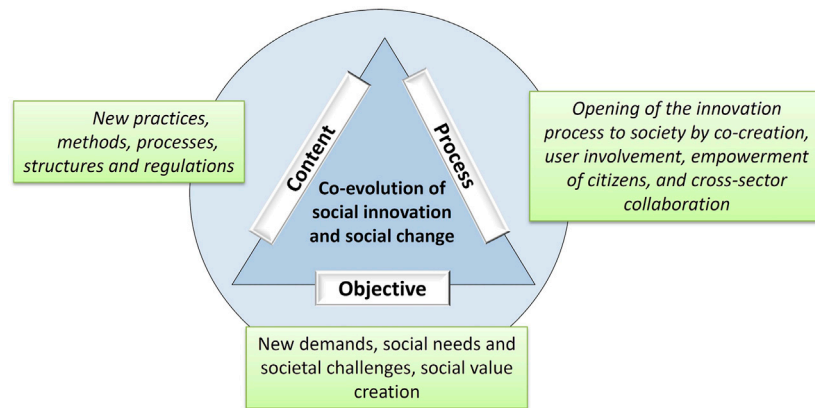 New practices,
methods, processes,
structures and regulations
Content
Process
Opening of the innovation
process to society by co-creation,
user involvement, empowerment
of citizens, and cross-sector
collaboration
Co-evolution of
social innovation
and social change
Objective
New demands, social needs and
societal challenges, social value
creation